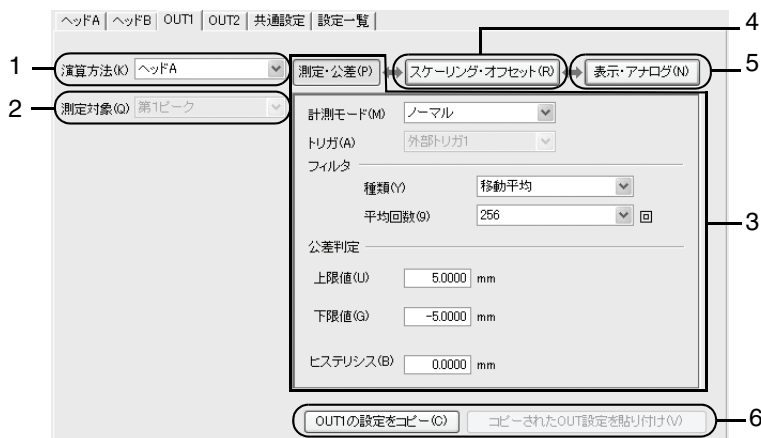 ヘッドA ヘッドB OUT1 OUT2 共通設定 設定一覧
4
1 演算方法(K) ヘッドA 測定・公差(P) スケーリング・オフセット(R) 表示・アナログ(N) 5
2 測定対象(Q) 第1ピーク
計測モード(M) ノーマル
トリガ(A) 外部トリガ1
フィルタ
種類(Y) 移動平均
平均回数(9) 256 回
3
公差判定
上限値(U) 5.0000 mm
下限値(G) -5.0000 mm
ヒステリシス(B) 0.0000 mm
OUT1の設定をコピー(C) コピーされたOUT設定を貼り付け(V) 6